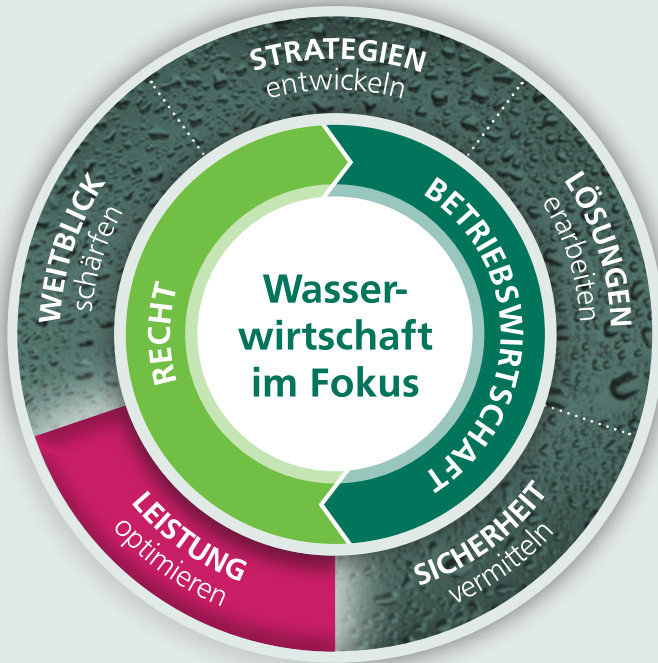 STRATEGIEN
entwickeln
LÖSUNGEN
erarbeiten
SICHERHEIT
vermitteln
LEISTUNG
optimieren
WEITBLICK
schärfen
RECHT
BETRIEBSWIRTSCHAFT
Wasser-
wirtschaft
im Fokus